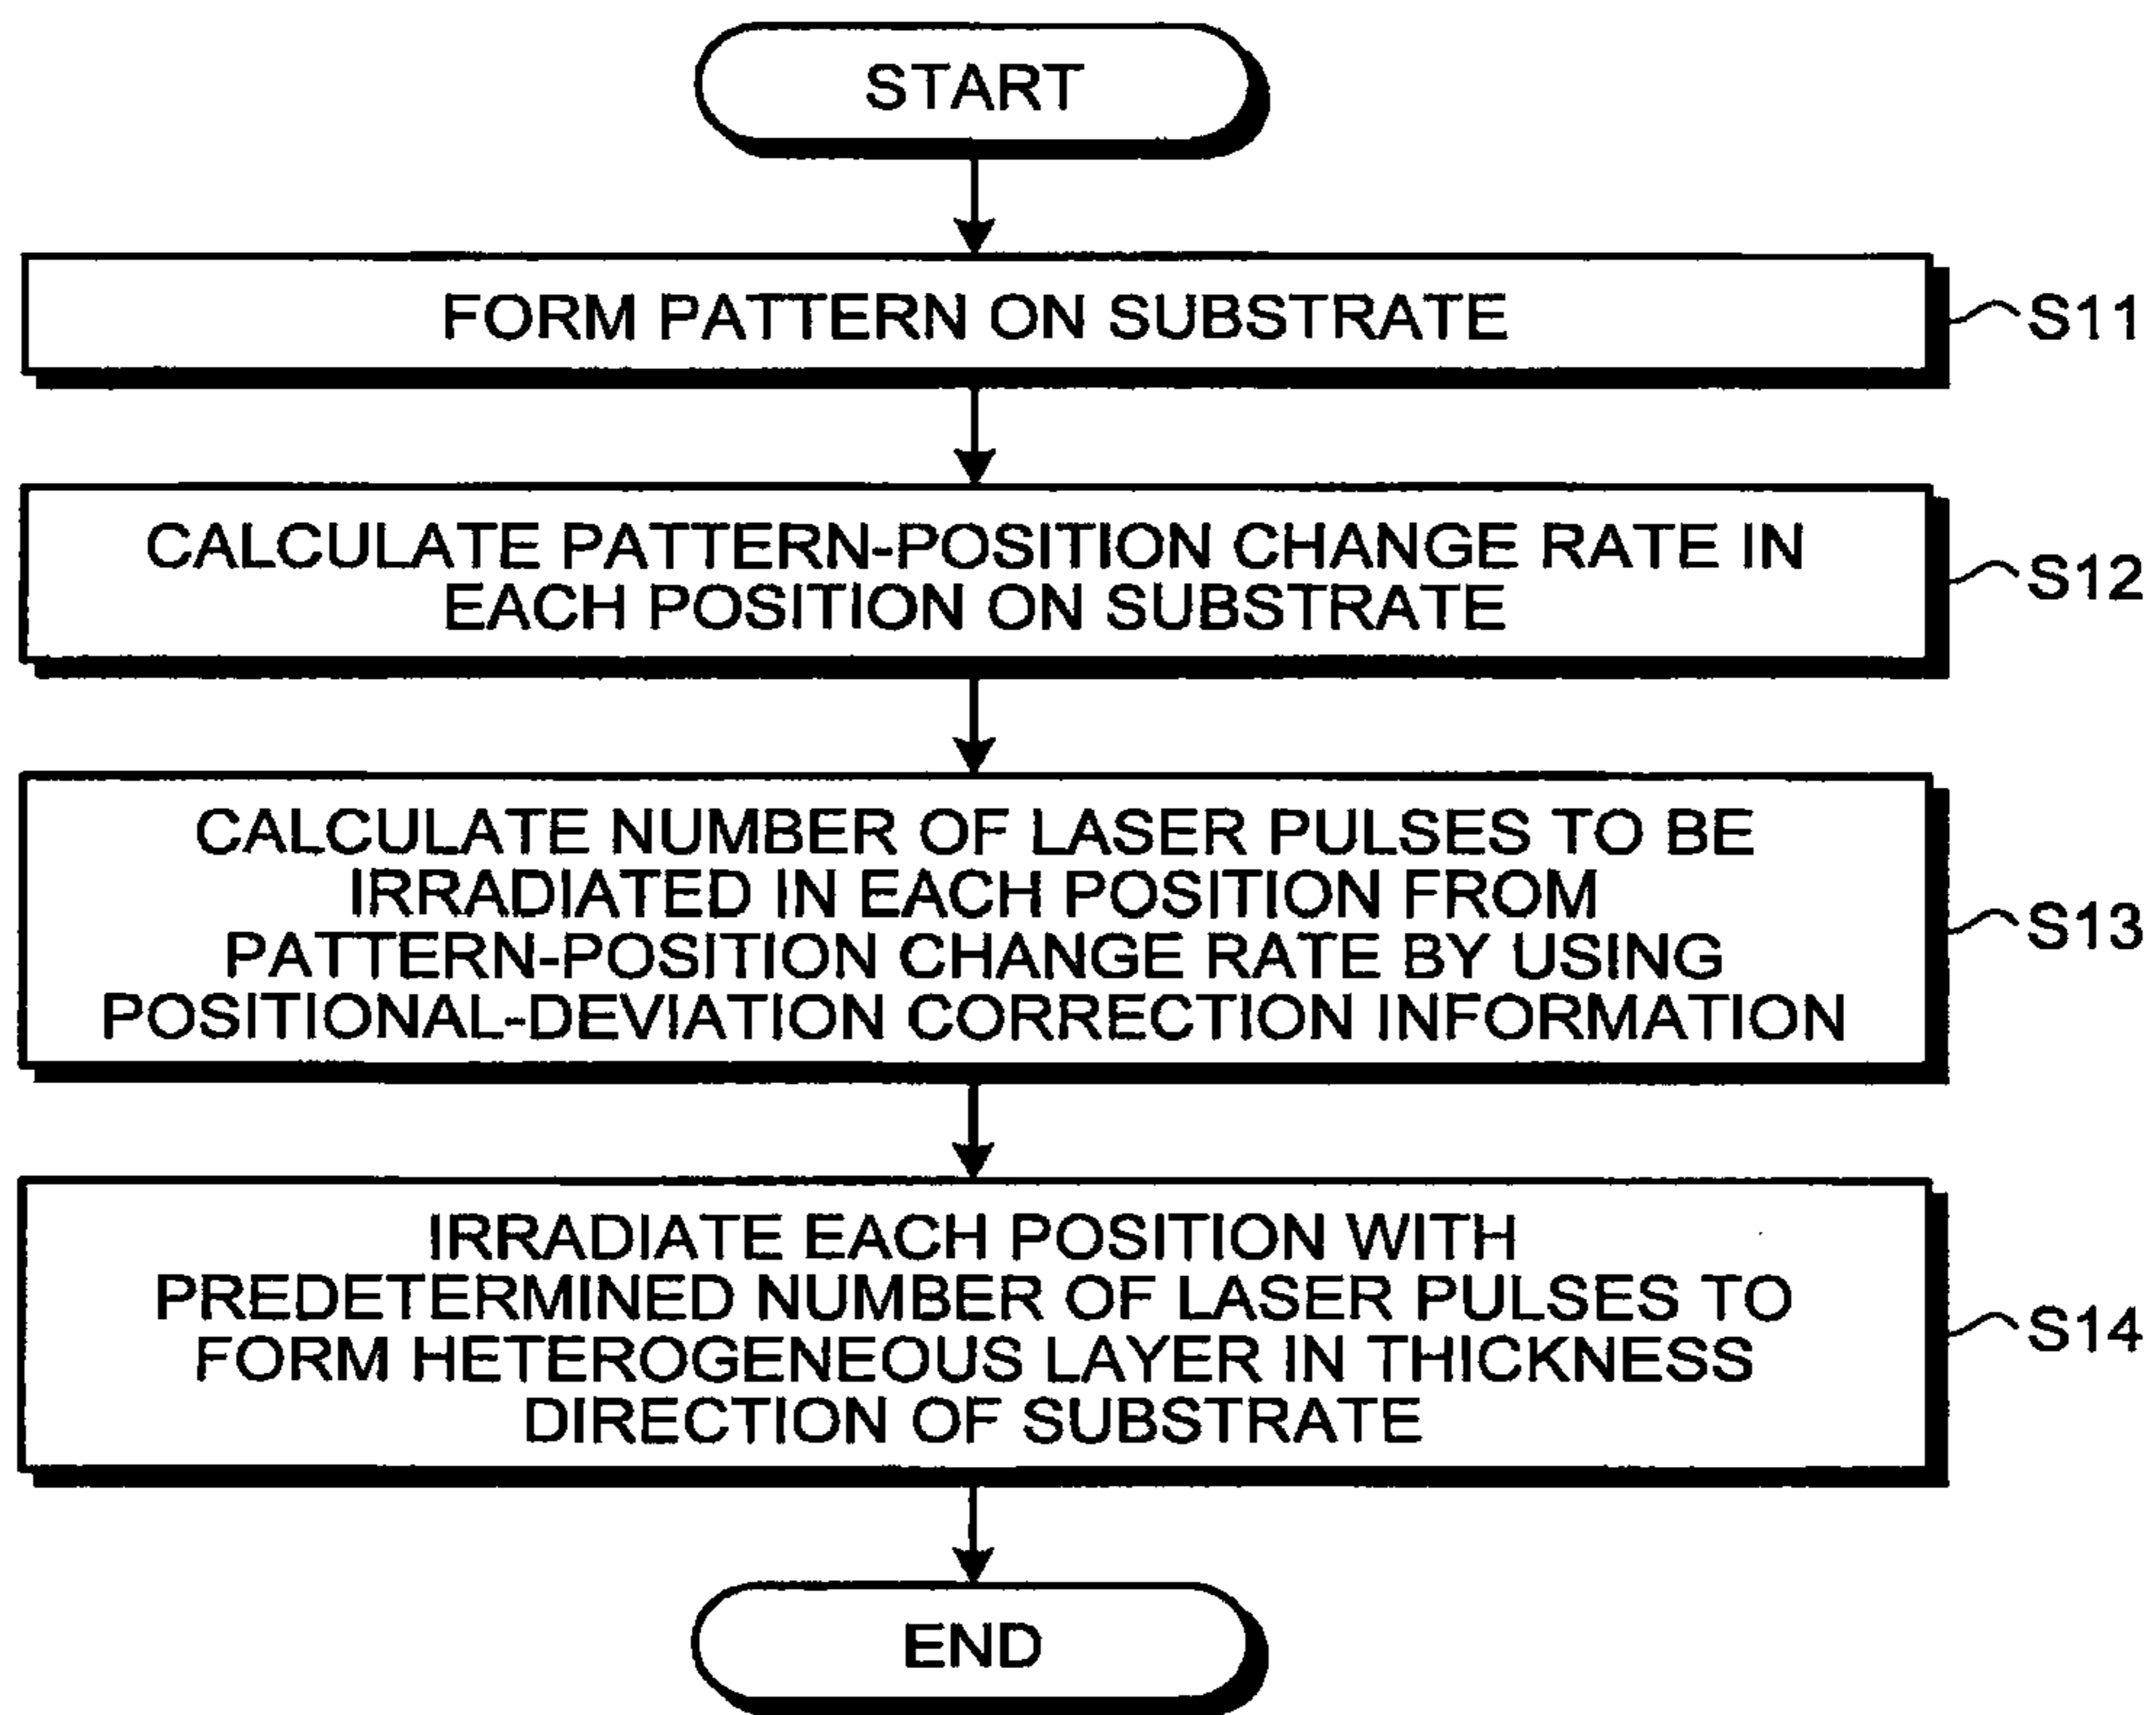 START
FORM PATTERN ON SUBSTRATE
S11
CALCULATE PATTERN-POSITION CHANGE RATE IN
EACH POSITION ON SUBSTRATE
S12
CALCULATE NUMBER OF LASER PULSES TO BE
IRRADIATED IN EACH POSITION FROM
PATTERN-POSITION CHANGE RATE BY USING
POSITIONAL-DEVIATION CORRECTION INFORMATION
S13
IRRADIATE EACH POSITION WITH
PREDETERMINED NUMBER OF LASER PULSES TO
FORM HETEROGENEOUS LAYER IN THICKNESS
DIRECTION OF SUBSTRATE
S14
END